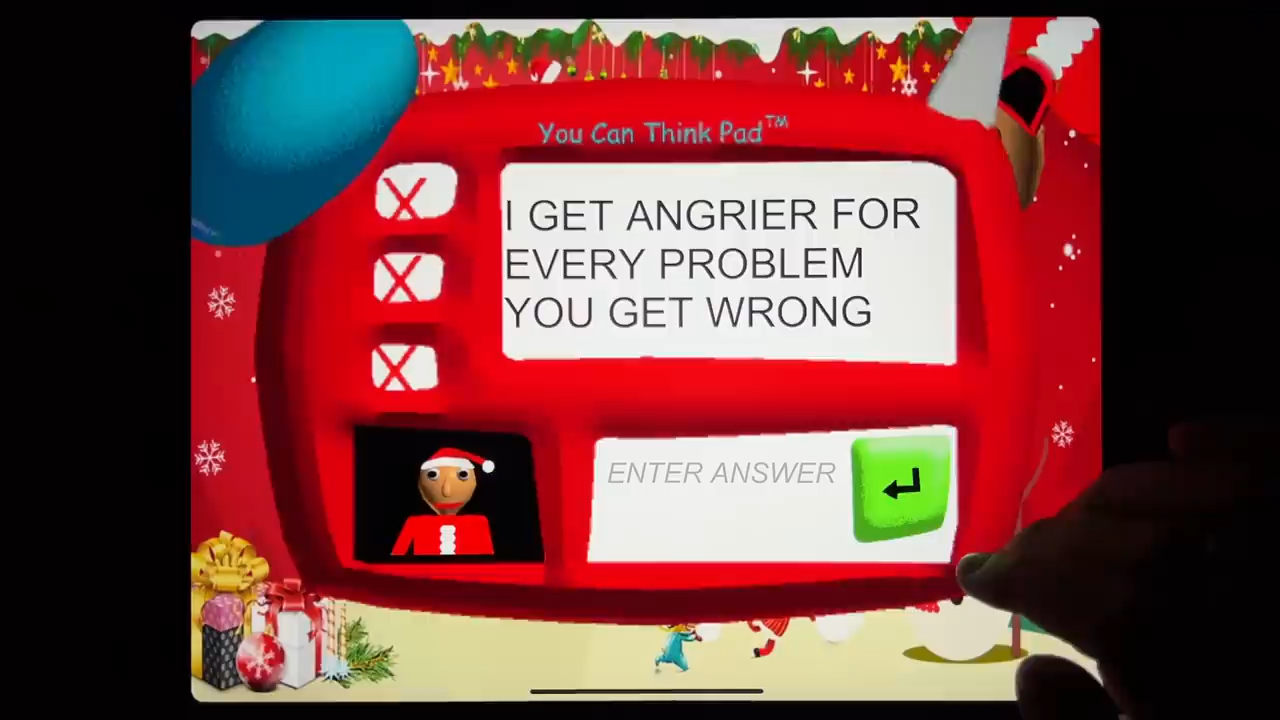 You Can Think Pad™
I GET ANGRIER FOR
EVERY PROBLEM
YOU GET WRONG
ENTER ANSWER